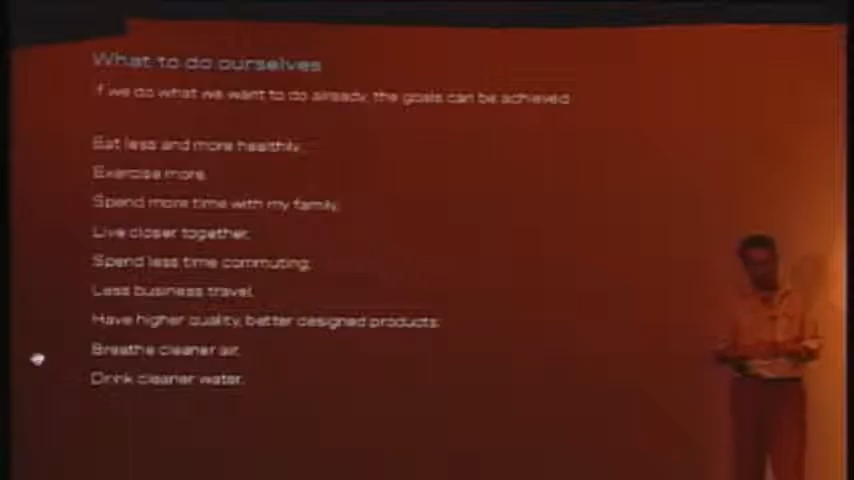 What to do ourselves
If we do what we want to do already, the goals can be achieved
Eat less and more healthily.
Exercise more.
Spend more time with my family.
Live closer together.
Spend less time commuting.
Less business travel.
Have higher quality, better designed products.
Breathe cleaner air.
Drink cleaner water.